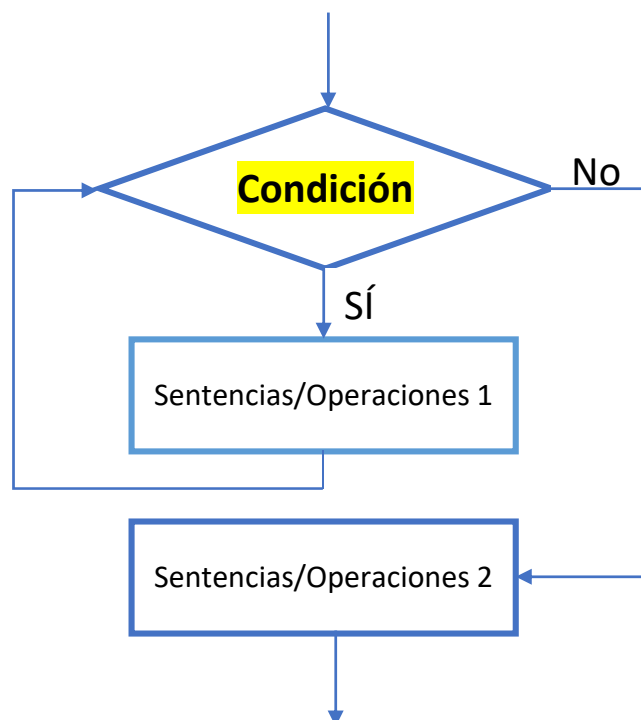 Condición
No
SÍ
Sentencias/Operaciones 1
Sentencias/Operaciones 2